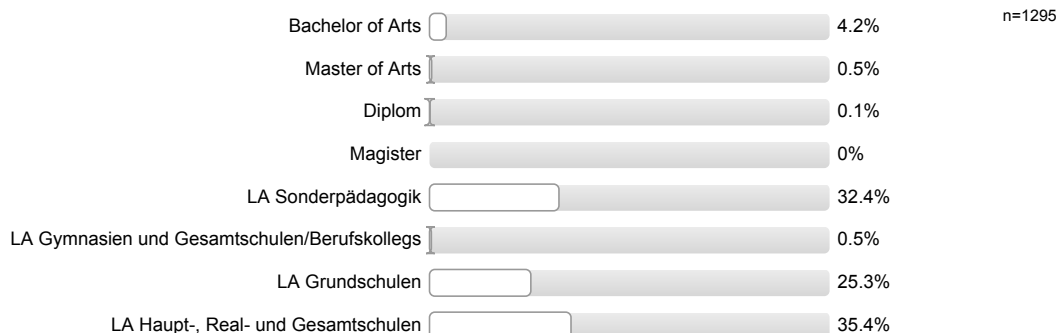 n=1295
Bachelor of Arts 4.2%
Master of Arts 0.5%
Diplom 0.1%
Magister 0%
LA Sonderpädagogik 32.4%
LA Gymnasien und Gesamtschulen/Berufskollegs 0.5%
LA Grundschulen 25.3%
LA Haupt-, Real- und Gesamtschulen 35.4%